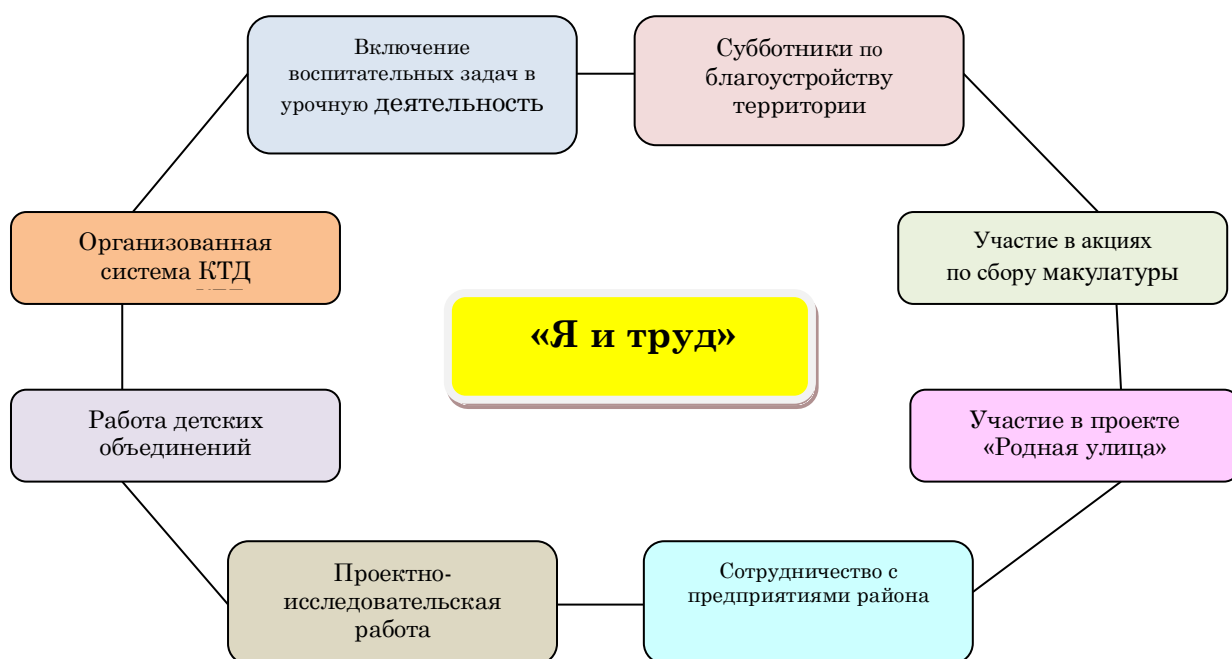 Включение
воспитательных задач в
урочную деятельность
Субботники по
благоустройству
территории
Организованная
система КТД
Участие в акциях
по сбору макулатуры
«Я и труд»
Работа детских
объединений
Участие в проекте
«Родная улица»
Проектно-
исследовательская
работа
Сотрудничество с
предприятиями района